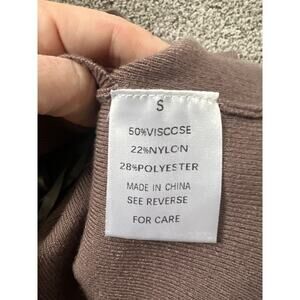 S
50%VISCOSE
22%NYLON
28%POLYESTER
MADE IN CHINA
SEE REVERSE
FOR CARE